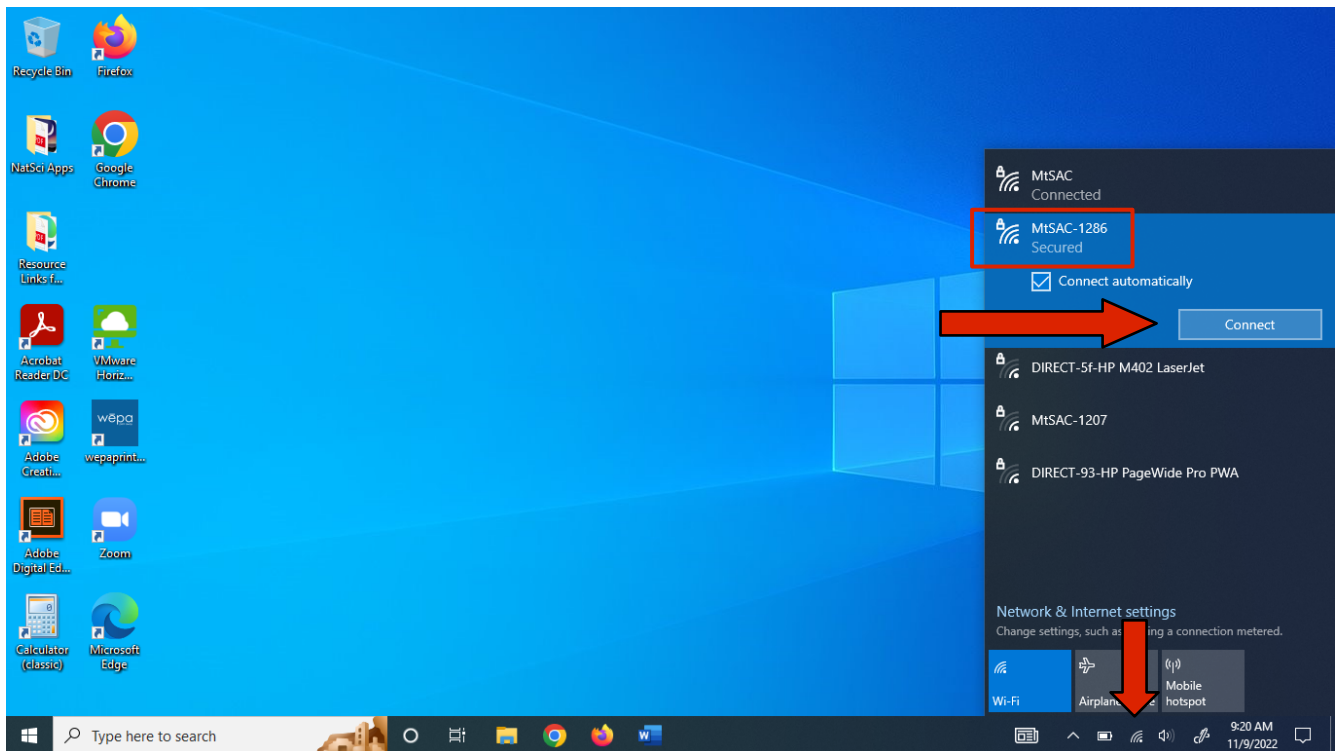 Recycle Bin
Firefox
NatSci Apps
Google
Chrome
Resource
Links f...
Acrobat
Reader DC
VMware
Horiz...
wēpa
Adobe
Creati...
wepaprint...
Adobe
Digital Ed...
Zoom
Calculator
(classic)
Microsoft
Edge
MtSAC
Connected
MtSAC-1286
Secured
Connect automatically
Connect
DIRECT-5f-HP M402 LaserJet
MtSAC-1207
DIRECT-93-HP PageWide Pro PWA
Network & Internet settings
Change settings, such as a connection metered.
Wi-Fi
Mobile
hotspot
Type here to search
9:20 AM
11/9/2022